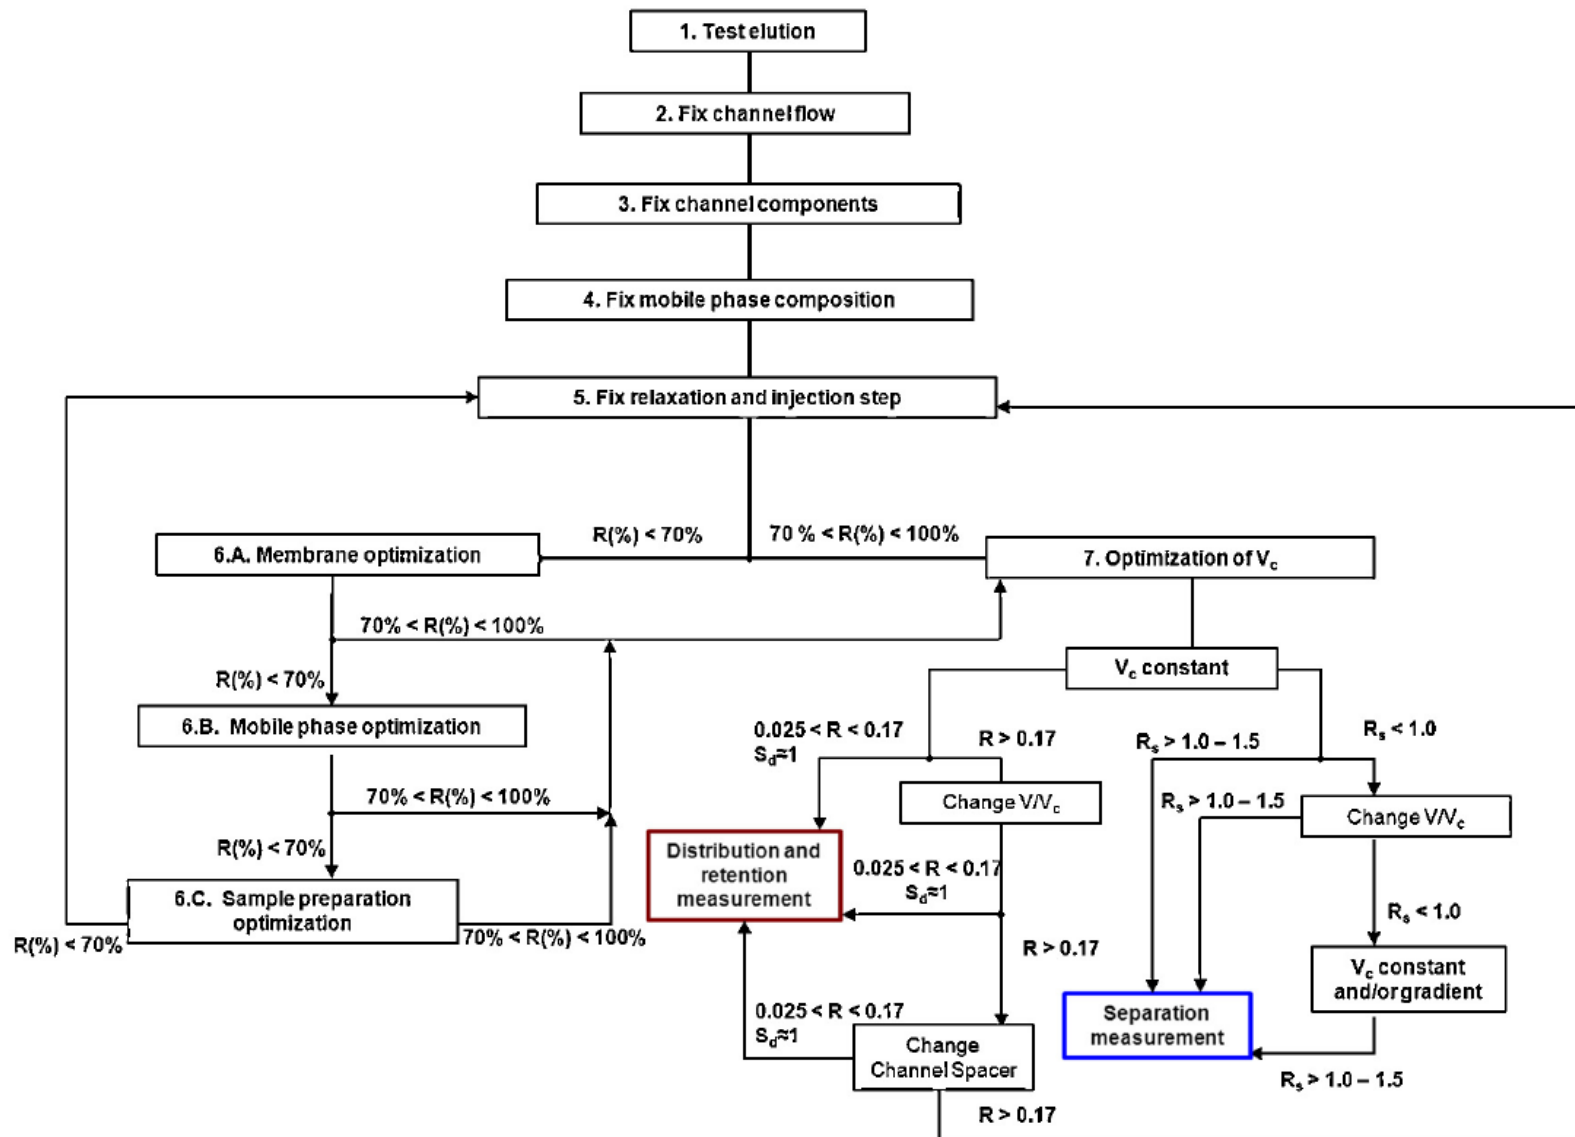 1. Test elution
2. Fix channel flow
3. Fix channel components
4. Fix mobile phase composition
5. Fix relaxation and injection step
R(%) < 70%
70 % < R(%) < 100%
6.A. Membrane optimization
7. Optimization of Vc
70% < R(%) < 100%
Vc constant
R(%) < 70%
6.B. Mobile phase optimization
0.025 < R < 0.17
Sd≈1
R > 0.17
Rs > 1.0 – 1.5
Rs < 1.0
70% < R(%) < 100%
Change V/Vc
Rs > 1.0 – 1.5
Change V/Vc
R(%) < 70%
Distribution and
retention
measurement
0.025 < R < 0.17
Sd≈1
6.C. Sample preparation
optimization
R(%) < 70%
70% < R(%) < 100%
R > 0.17
Rs < 1.0
Vc constant
and/orgradient
0.025 < R < 0.17
Sd≈1
Separation
measurement
Change
Channel Spacer
Rs > 1.0 – 1.5
R > 0.17